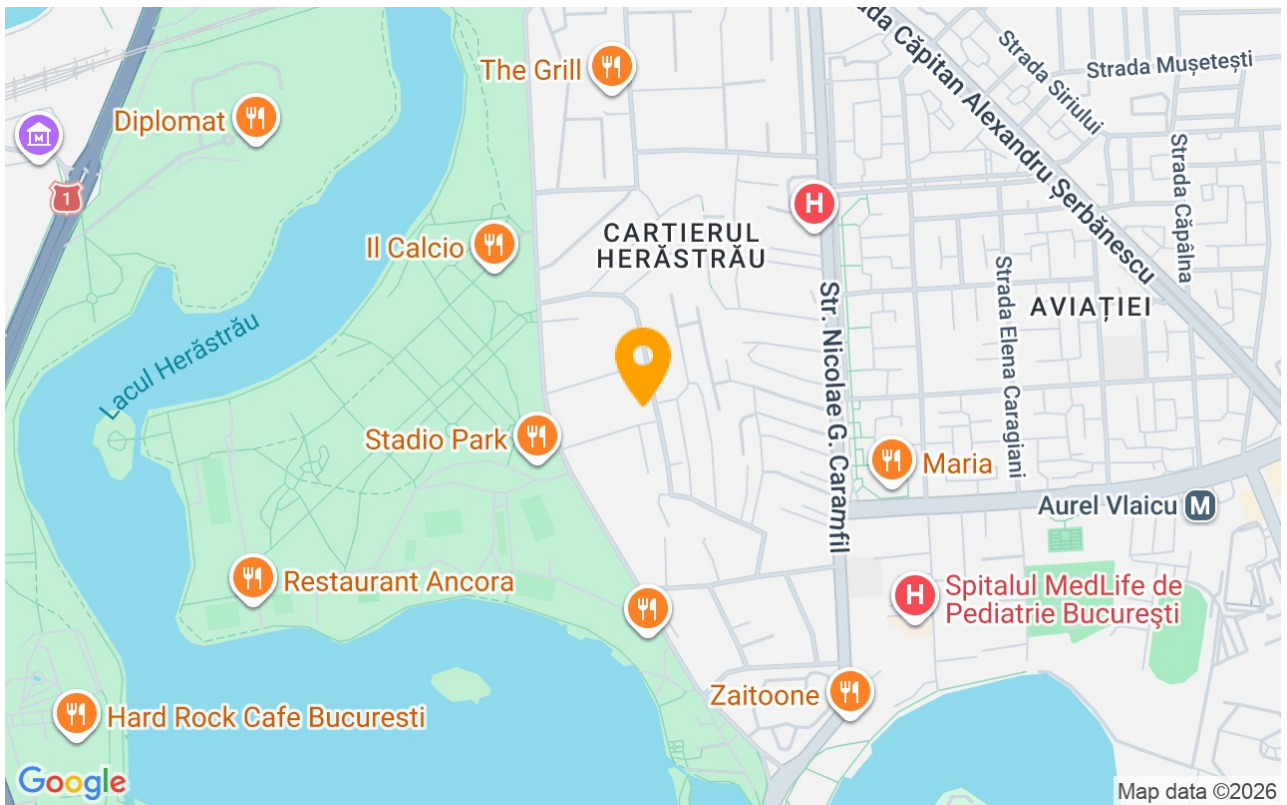 The Grill
Diplomat
1
Il Calcio
Lacul Herăstrău
CARTIERUL
HERĂSTRĂU
H
Strada Siriului
Strada Mușetești
Strada Căpâlna
da Căpitan Alexandru Șerbănescu
AVIAȚIEI
Strada Elena Caragiani
Str. Nicolae G. Caramfil
Stadio Park
Maria
Aurel Vlaicu M
Restaurant Ancora
H
Spitalul MedLife de
Pediatrie București
Zaitoone
Hard Rock Cafe Bucuresti
Google
Map data ©2026